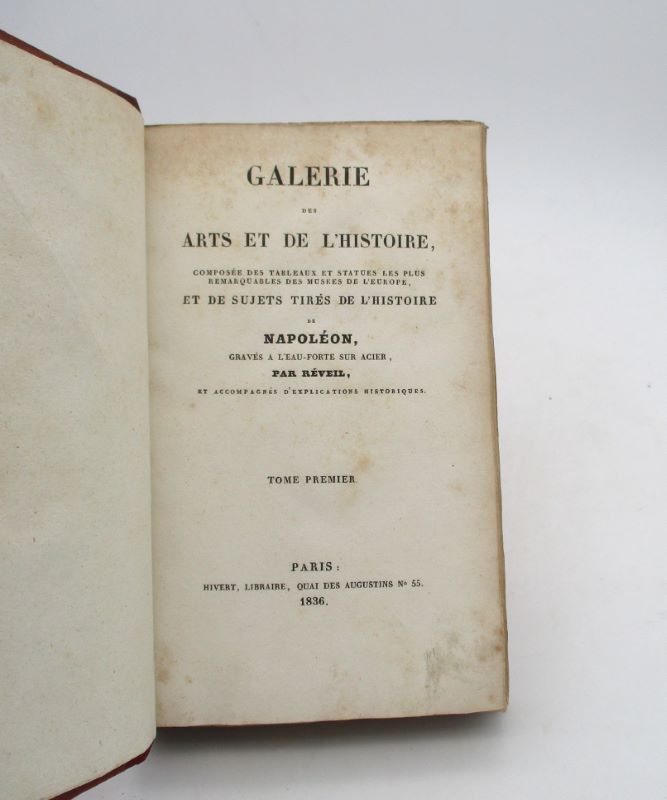 GALERIE
DES
ARTS ET DE L'HISTOIRE,
COMPOSÉE DES TABLEAUX ET STATUES LES PLUS
REMARQUABLES DES MUSÉES DE L'EUROPE,
ET DE SUJETS TIRÉS DE L'HISTOIRE
DE
NAPOLÉON,
GRAVÉS A L'EAU-FORTE SUR ACIER,
PAR RÉVEIL,
ET ACCOMPAGNÉS D'EXPLICATIONS HISTORIQUES.
TOME PREMIER
PARIS:
HIVERT, LIBRAIRE, QUAI DES AUGUSTINS No 55.
1836.